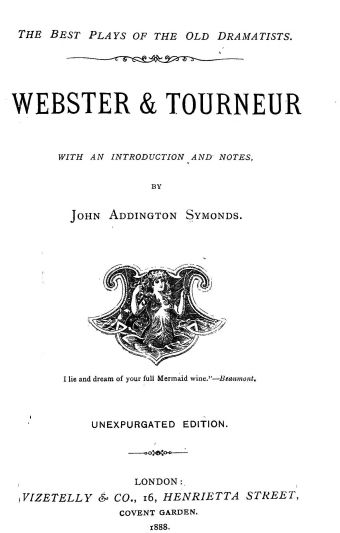 THE BEST PLAYS OF THE OLD DRAMATISTS.
WEBSTER & TOURNEUR
WITH AN INTRODUCTION AND NOTES,
BY
JOHN ADDINGTON SYMONDS.
I lie and dream of your full Mermaid wine."—Beaumont.
UNEXPURGATED EDITION.
LONDON:
VIZETELLY & CO., 16, HENRIETTA STREET,
COVENT GARDEN.
1888.